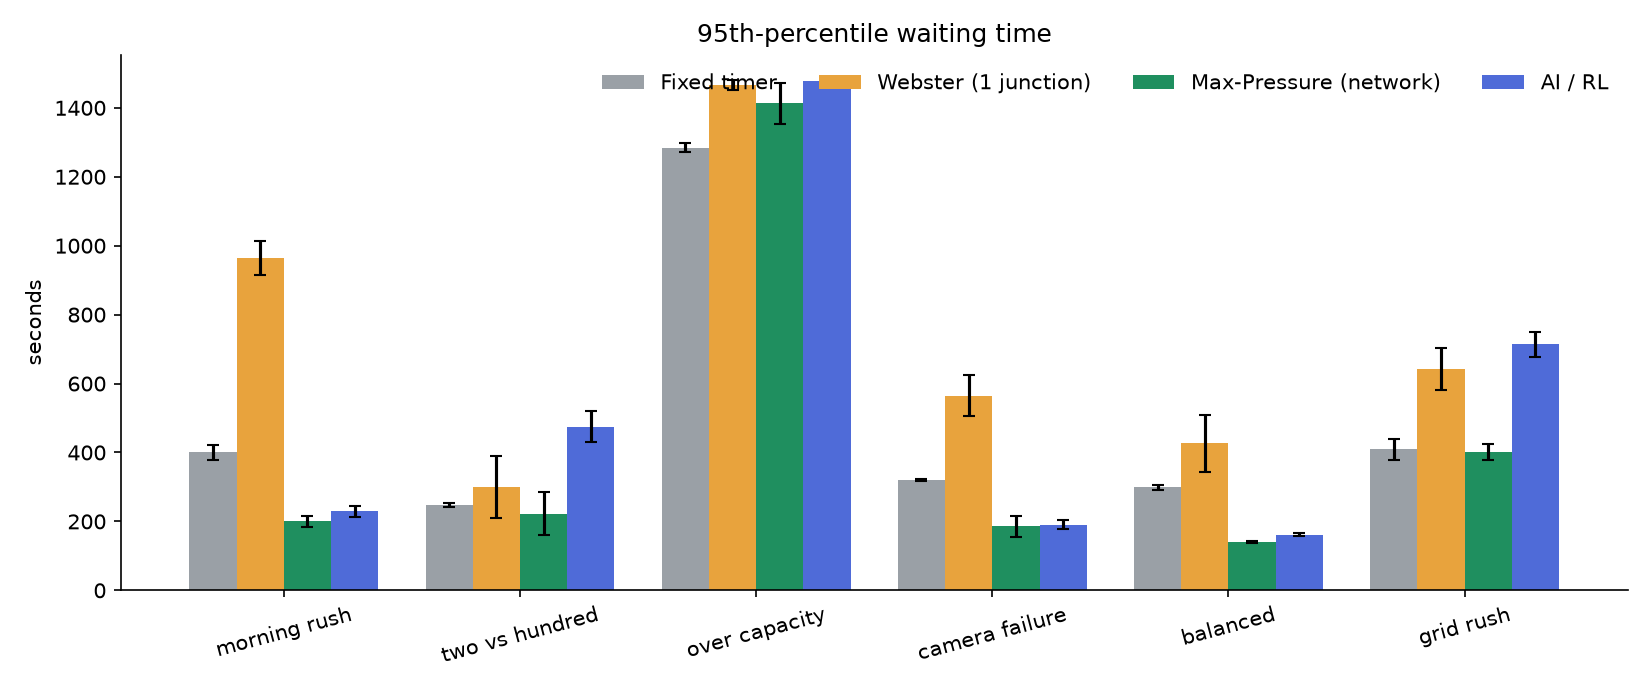 95th-percentile waiting time
Fixed timer Webster (1 junction) Max-Pressure (network) AI / RL
seconds
1400
1200
1000
800
600
400
200
0
morning rush two vs hundred over capacity camera failure balanced grid rush